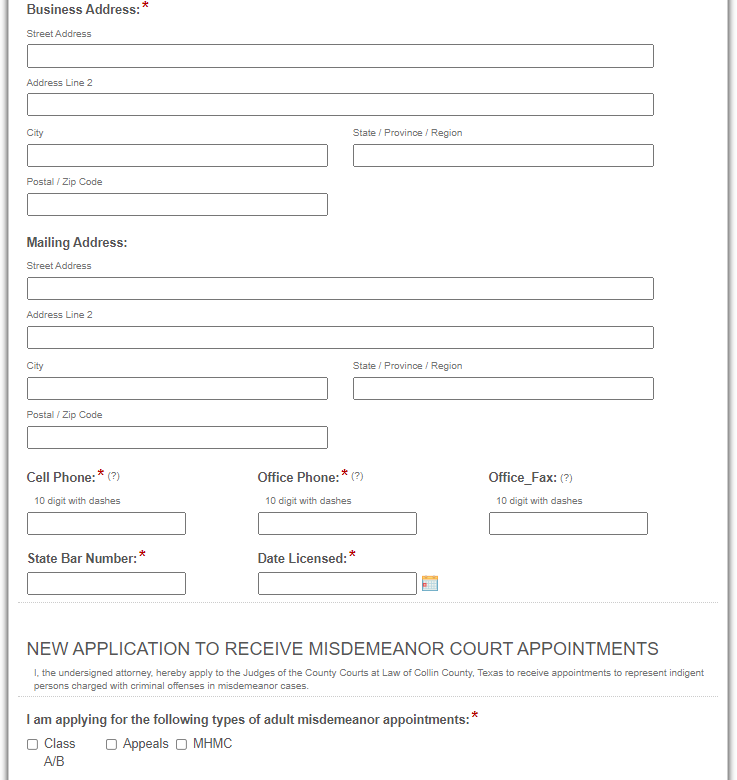 Business Address:*
Street Address
Address Line 2
City State / Province / Region
Postal / Zip Code
Mailing Address:
Street Address
Address Line 2
City State / Province / Region
Postal / Zip Code
Cell Phone:* (?) Office Phone:* (?) Office_Fax: (?)
10 digit with dashes 10 digit with dashes 10 digit with dashes
State Bar Number:* Date Licensed:*
NEW APPLICATION TO RECEIVE MISDEMEANOR COURT APPOINTMENTS
I, the undersigned attorney, hereby apply to the Judges of the County Courts at Law of Collin County, Texas to receive appointments to represent indigent
persons charged with criminal offenses in misdemeanor cases.
I am applying for the following types of adult misdemeanor appointments:*
Class Appeals MHMC
A/B